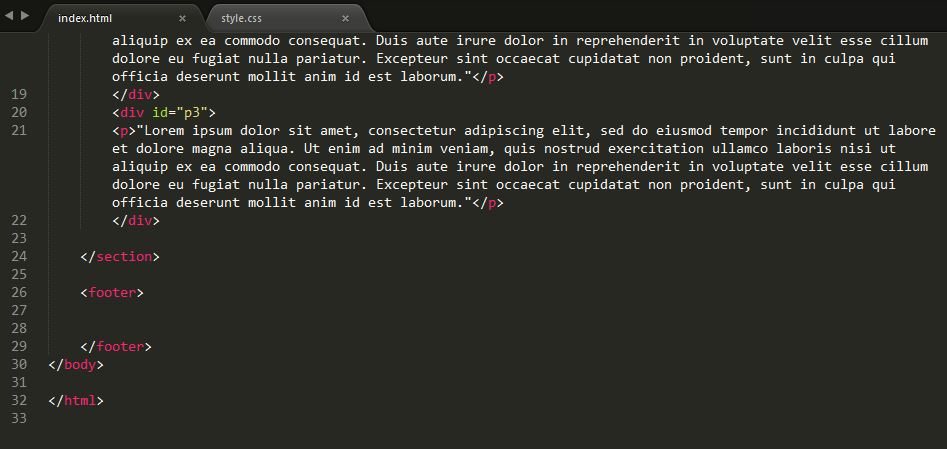 index.html × style.css ×
aliquip ex ea commodo consequat. Duis aute irure dolor in reprehenderit in voluptate velit esse cillum
dolore eu fugiat nulla pariatur. Excepteur sint occaecat cupidatat non proident, sunt in culpa qui
officia deserunt mollit anim id est laborum."</p>
19 </div>
20 <div id="p3">
21 <p>"Lorem ipsum dolor sit amet, consectetur adipiscing elit, sed do eiusmod tempor incididunt ut labore
et dolore magna aliqua. Ut enim ad minim veniam, quis nostrud exercitation ullamco laboris nisi ut
aliquip ex ea commodo consequat. Duis aute irure dolor in reprehenderit in voluptate velit esse cillum
dolore eu fugiat nulla pariatur. Excepteur sint occaecat cupidatat non proident, sunt in culpa qui
officia deserunt mollit anim id est laborum."</p>
22 </div>
23
24 </section>
25
26 <footer>
27
28
29 </footer>
30 </body>
31
32 </html>
33